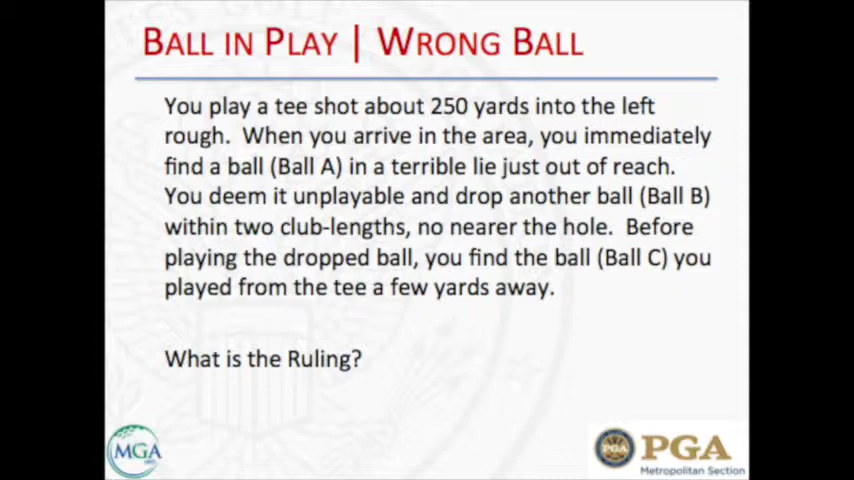 BALL IN PLAY | WRONG BALL
You play a tee shot about 250 yards into the left
rough. When you arrive in the area, you immediately
find a ball (Ball A) in a terrible lie just out of reach.
You deem it unplayable and drop another ball (Ball B)
within two club-lengths, no nearer the hole. Before
playing the dropped ball, you find the ball (Ball C) you
played from the tee a few yards away.
What is the Ruling?
MGA
PGA
Metropolitan Section